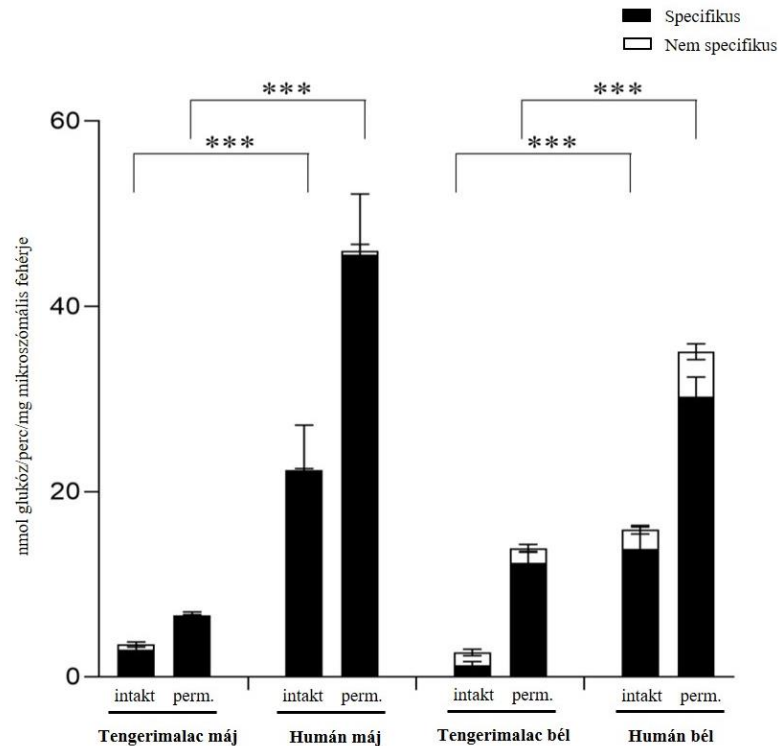 Specifikus
Nem specifikus
***
***
***
***
60
40
20
0
nmol glukóz/perc/mg mikroszómális fehérje
intakt perm. intakt perm. intakt perm. intakt perm.
Tengerimalac máj Humán máj Tengerimalac bél Humán bél